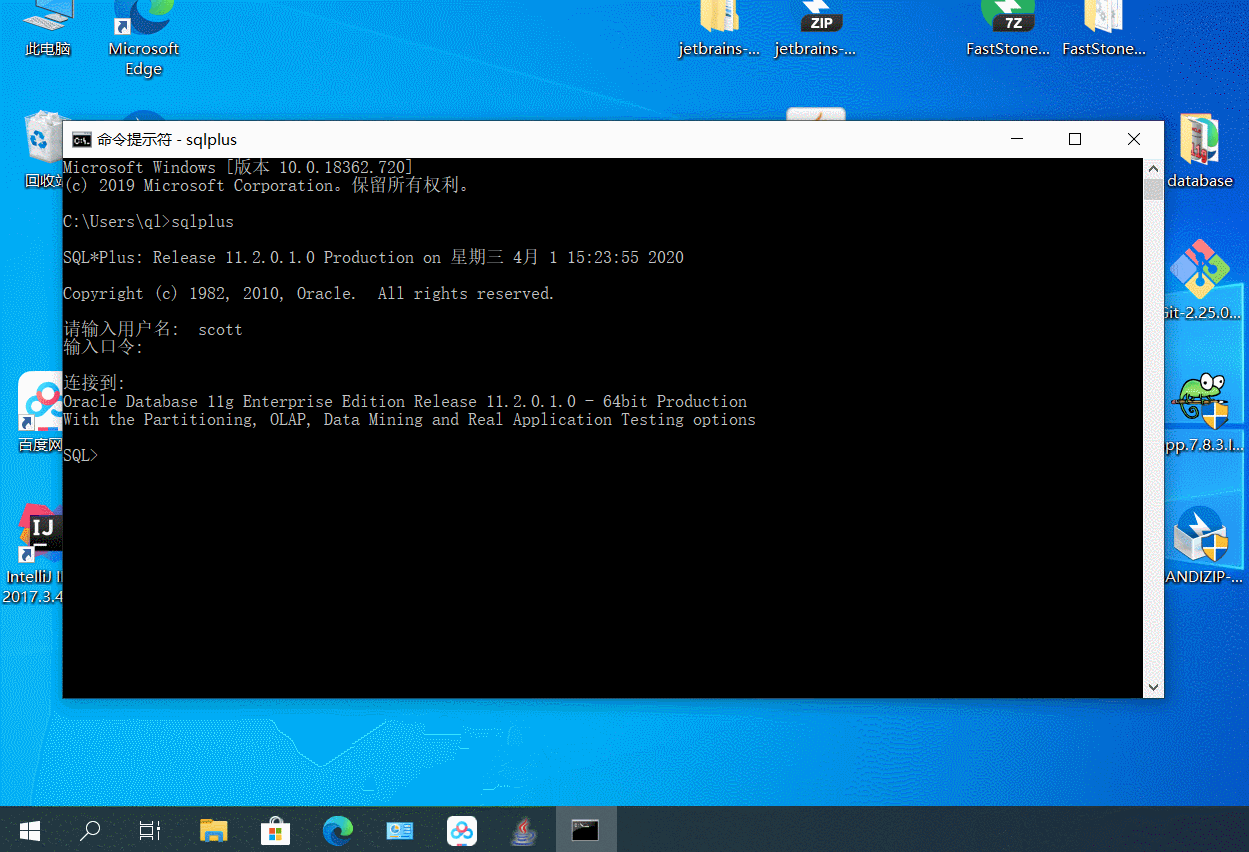 此电脑
Microsoft
Edge
jetbrains-...
ZIP
jetbrains-...
7Z
FastStone...
FastStone...
命令提示符 - sqlplus
Microsoft Windows [版本 10.0.18362.720]
(c) 2019 Microsoft Corporation。保留所有权利。
C:\Users\ql>sqlplus
SQL*Plus: Release 11.2.0.1.0 Production on 星期三 4月 1 15:23:55 2020
Copyright (c) 1982, 2010, Oracle.  All rights reserved.
请输入用户名:  scott
输入口令:
连接到:
Oracle Database 11g Enterprise Edition Release 11.2.0.1.0 - 64bit Production
With the Partitioning, OLAP, Data Mining and Real Application Testing options
SQL>
回收
百度网
IJ
IntelliJ I
2017.3.4
database
Git-2.25.0...
pp.7.8.3.I...
ANDIZIP-...